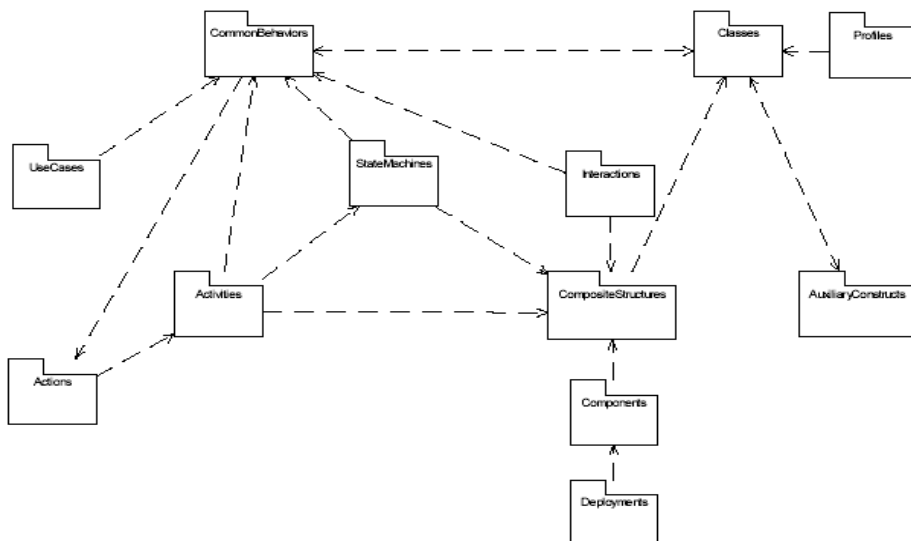 CommonBehaviors
Classes
Profiles
UseCases
StateMachines
Interactions
Activities
CompositeStructures
AuxiliaryConstructs
Actions
Components
Deployments